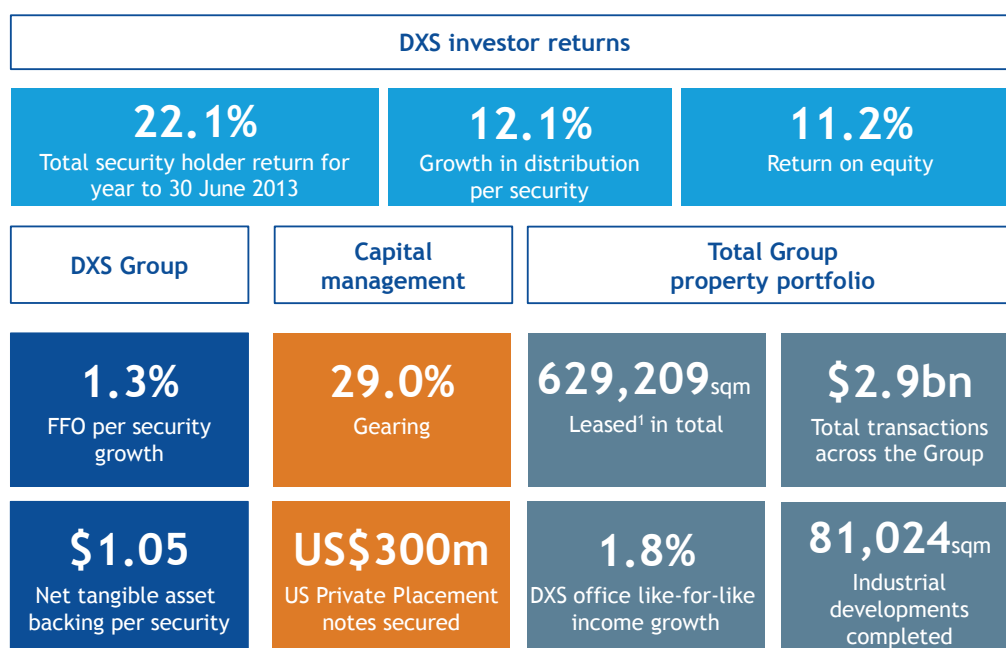 DXS investor returns
22.1%
Total security holder return for
year to 30 June 2013
12.1%
Growth in distribution
per security
11.2%
Return on equity
DXS Group
Capital
management
Total Group
property portfolio
1.3%
FFO per security
growth
29.0%
Gearing
629,209sqm
Leased¹ in total
$2.9bn
Total transactions
across the Group
$1.05
Net tangible asset
backing per security
US$300m
US Private Placement
notes secured
1.8%
DXS office like-for-like
income growth
81,024sqm
Industrial
developments
completed